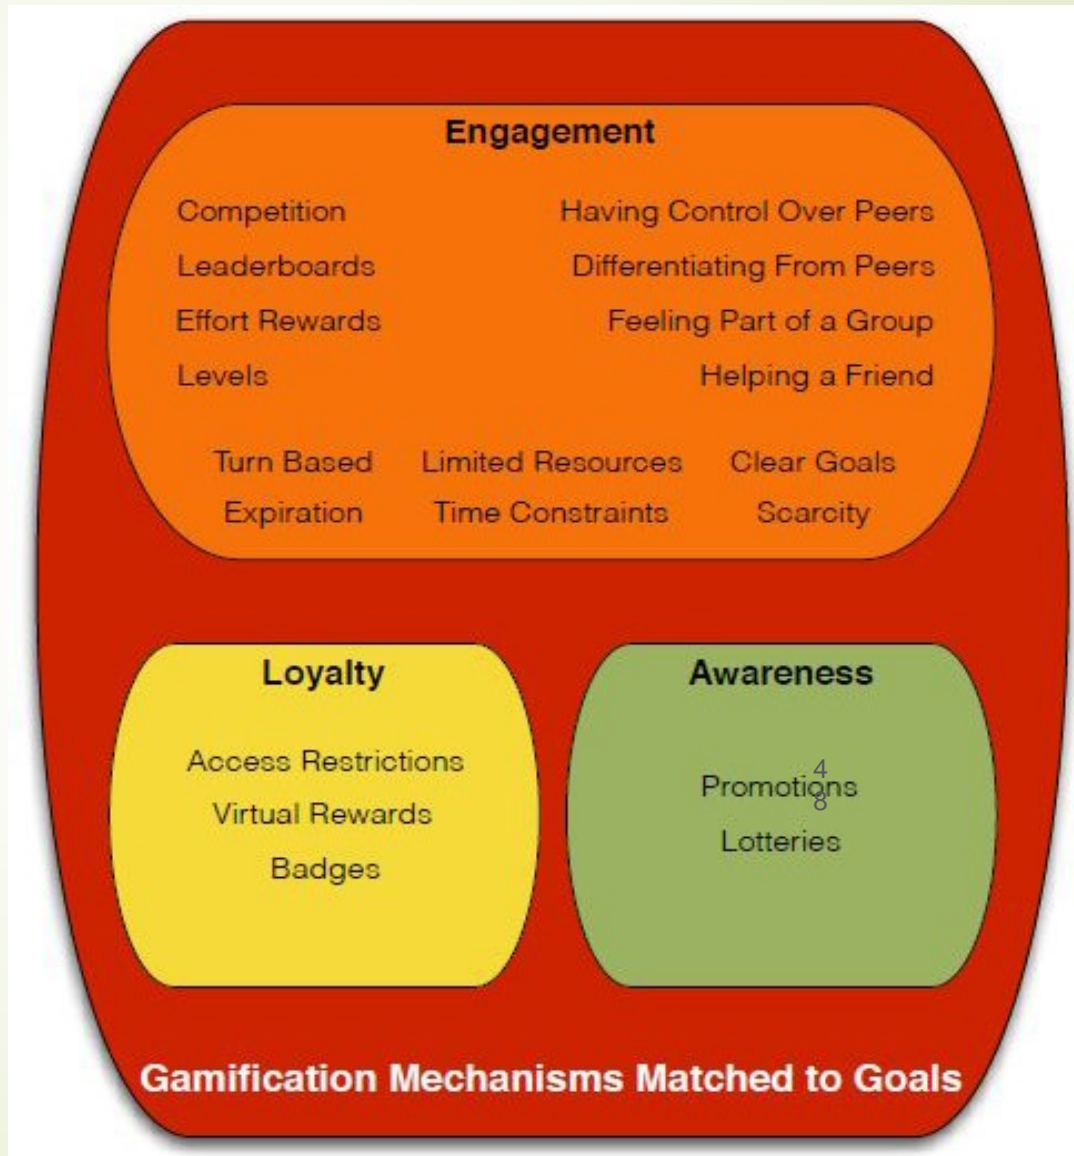 Engagement
Competition
Having Control Over Peers
Leaderboards
Differentiating From Peers
Effort Rewards
Feeling Part of a Group
Levels
Helping a Friend
Turn Based
Limited Resources
Clear Goals
Expiration
Time Constraints
Scarcity
Loyalty
Access Restrictions
Virtual Rewards
Badges
Awareness
Promotions
Lotteries
4
8
Gamification Mechanisms Matched to Goals